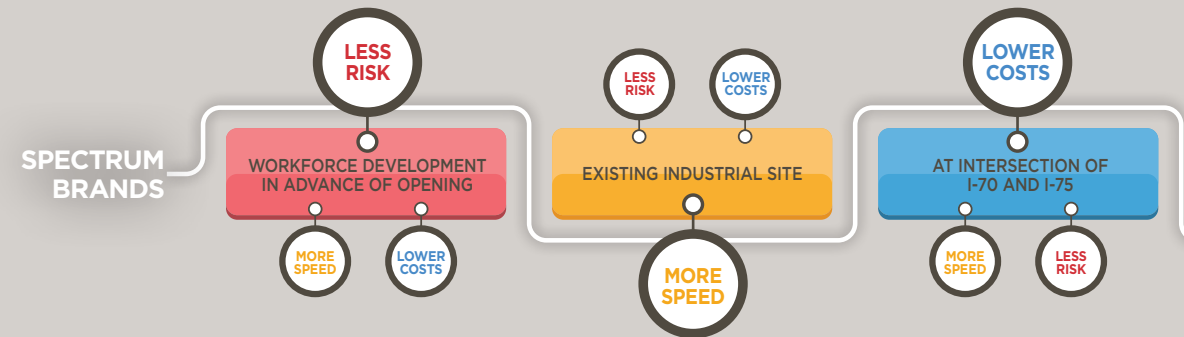 SPECTRUM
BRANDS
LESS
RISK
WORKFORCE DEVELOPMENT
IN ADVANCE OF OPENING
MORE
SPEED
LOWER
COSTS
LESS
RISK
LOWER
COSTS
EXISTING INDUSTRIAL SITE
MORE
SPEED
LOWER
COSTS
AT INTERSECTION OF
I-70 AND I-75
MORE
SPEED
LESS
RISK